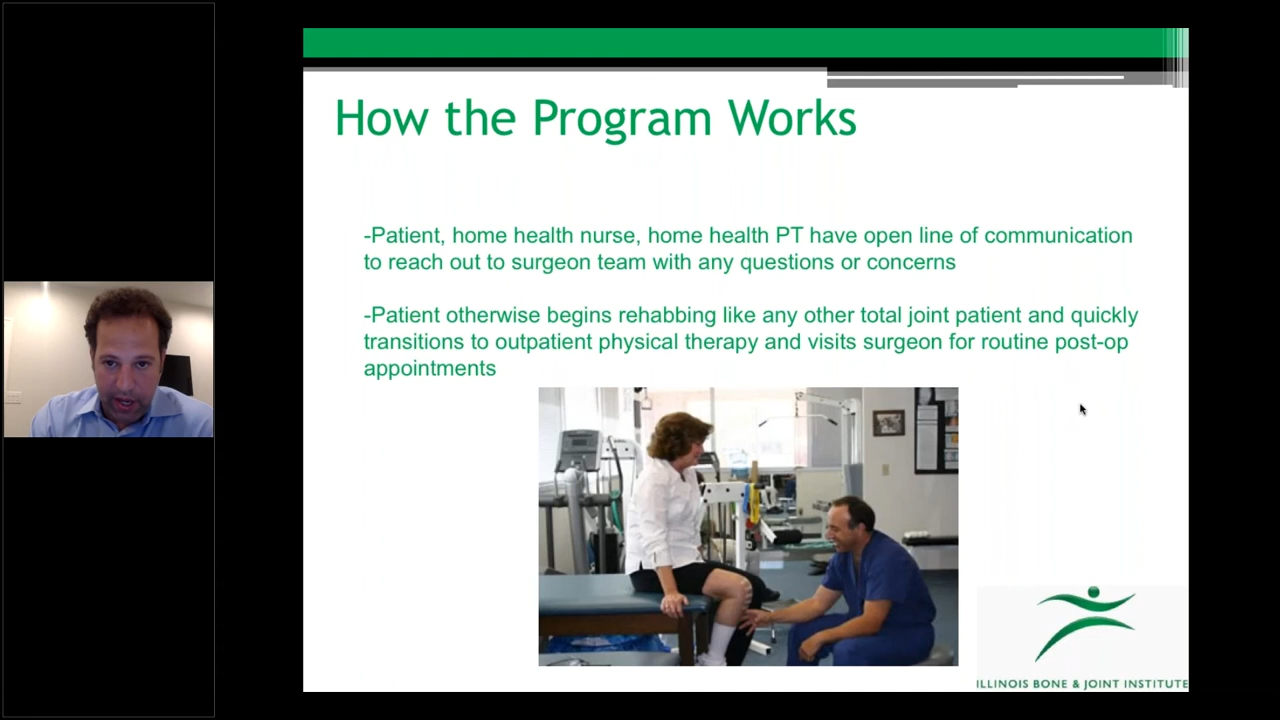 How the Program Works
-Patient, home health nurse, home health PT have open line of communication
to reach out to surgeon team with any questions or concerns
-Patient otherwise begins rehabbing like any other total joint patient and quickly
transitions to outpatient physical therapy and visits surgeon for routine post-op
appointments
ILLINOIS BONE & JOINT INSTITUTE